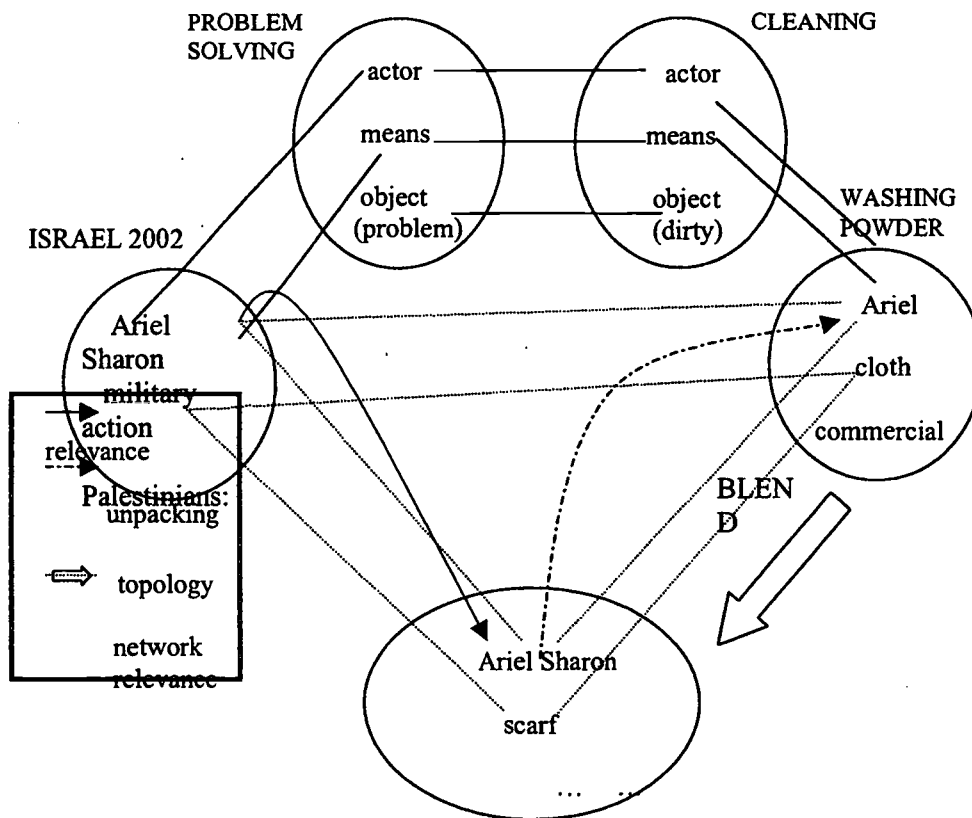 PROBLEM
SOLVING
CLEANING
actor
actor
means
means
object
(problem)
object
(dirty)
WASHING
POWDER
ISRAEL 2002
Ariel
Sharon
military
action
relevance
Palestinians:
unpacking
topology
network
relevance
Ariel
cloth
commercial
BLEN
D
Ariel Sharon
scarf
... ...